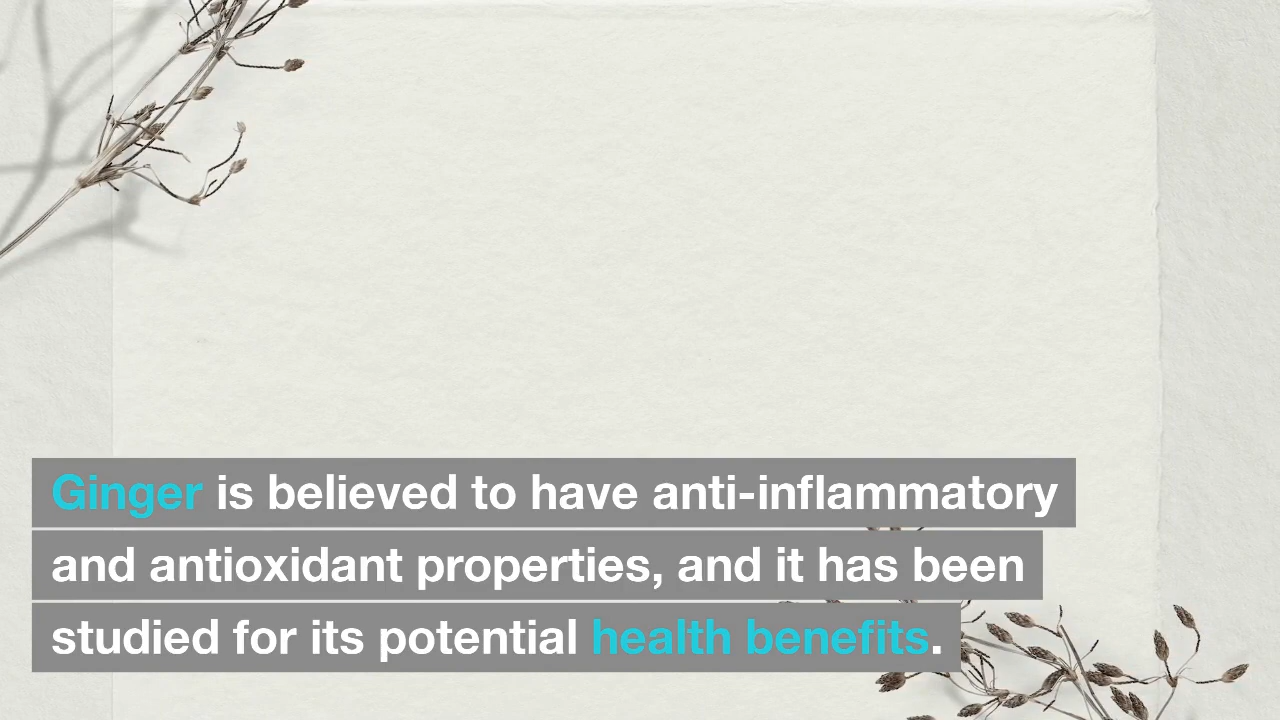 Ginger is believed to have anti-inflammatory
and antioxidant properties, and it has been
studied for its potential health benefits.